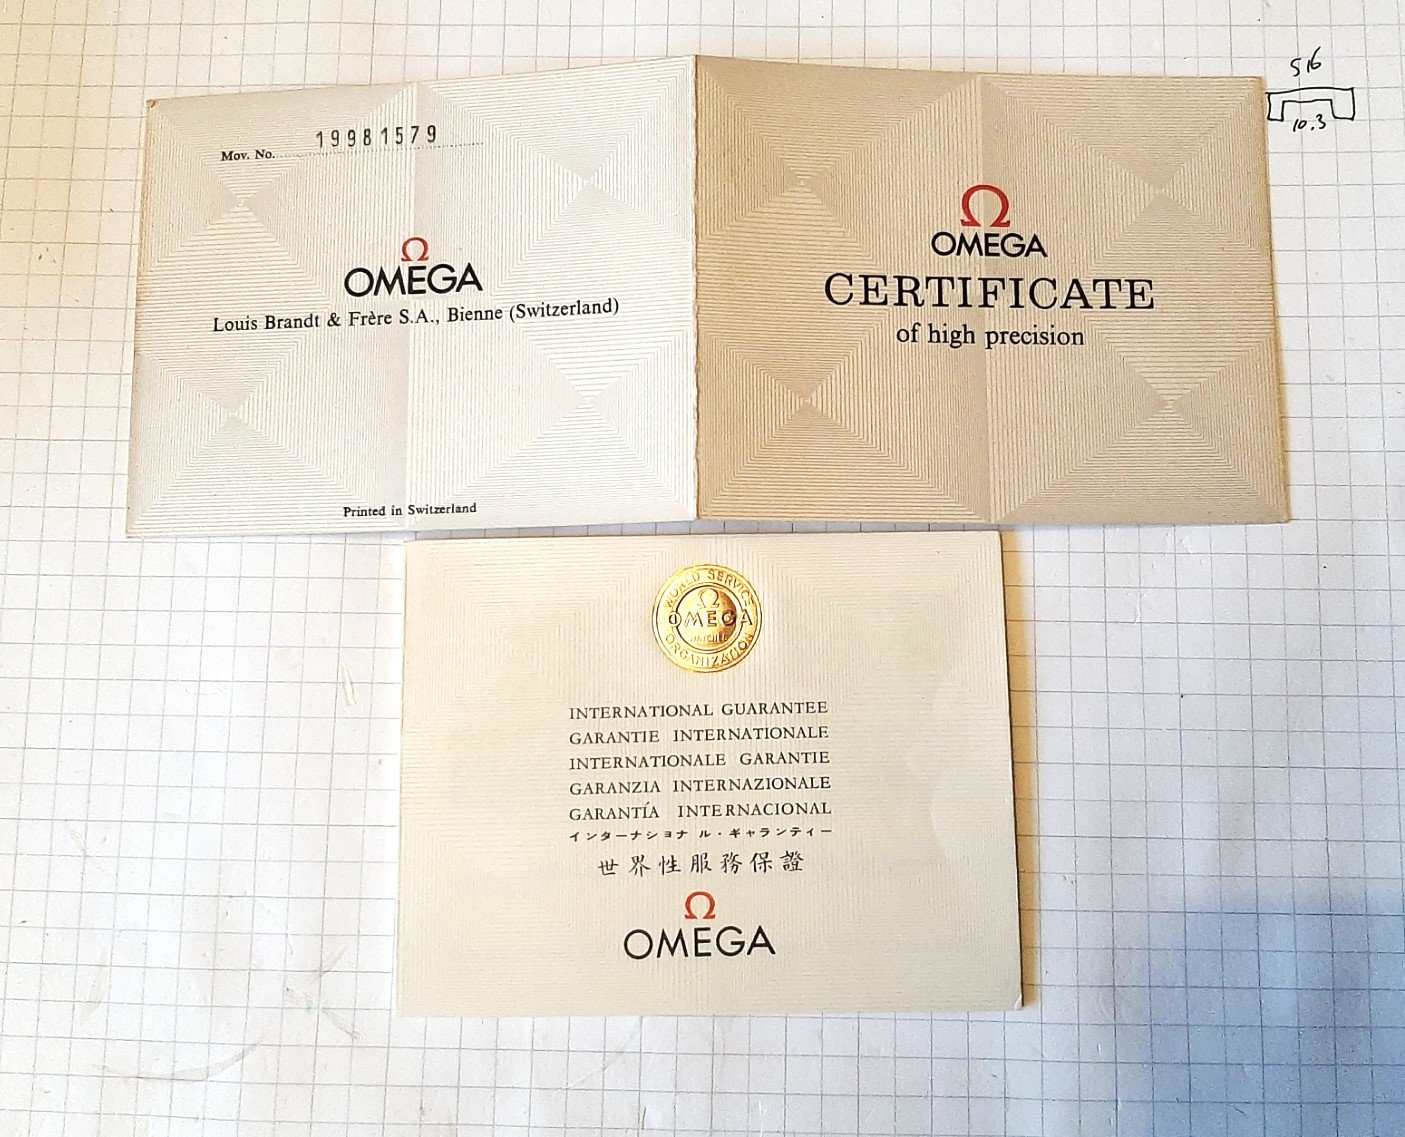 Mov. No. 19981579
Ω
OMEGA
Louis Brandt & Frère S.A., Bienne (Switzerland)
Printed in Switzerland
Ω
OMEGA
CERTIFICATE
of high precision
516
10.3
WORLD SERVICE
Ω
OMEGA
WATCHES
ORGANIZATION
INTERNATIONAL GUARANTEE
GARANTIE INTERNATIONALE
INTERNATIONALE GARANTIE
GARANZIA INTERNAZIONALE
GARANTÍA INTERNACIONAL
インターナショナル・ギャランティー
世界性服務保證
Ω
OMEGA